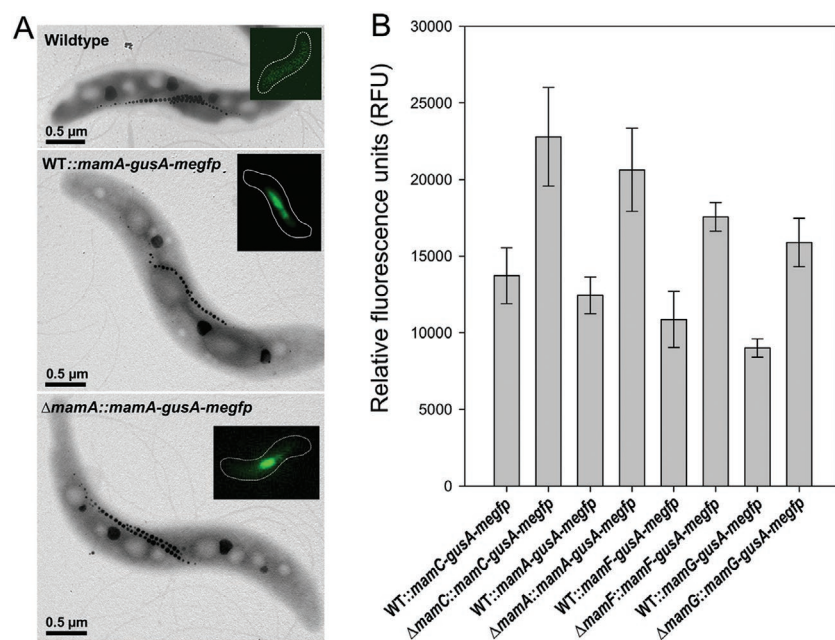 A
Wildtype
0.5 µm
WT::mamA-gusA-megfp
0.5 µm
ΔmamA::mamA-gusA-megfp
0.5 µm
B
Relative fluorescence units (RFU)
30000
25000
20000
15000
10000
5000
0
WT::mamC-gusA-megfp
ΔmamC::mamC-gusA-megfp
WT::mamA-gusA-megfp
ΔmamA::mamA-gusA-megfp
WT::mamF-gusA-megfp
ΔmamF::mamF-gusA-megfp
WT::mamG-gusA-megfp
ΔmamG::mamG-gusA-megfp